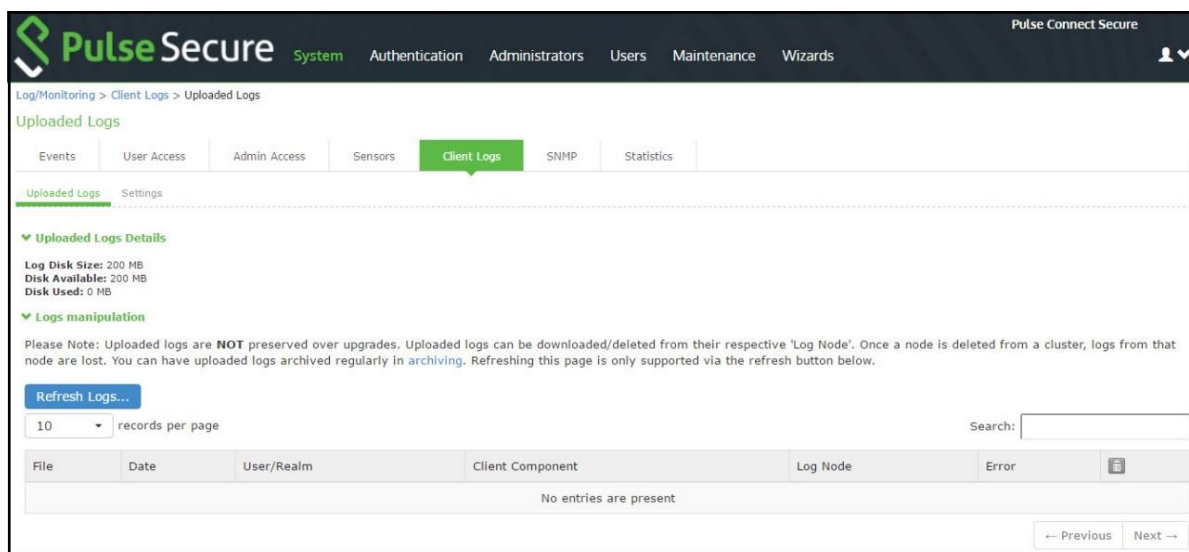 Pulse Connect Secure
Pulse Secure System Authentication Administrators Users Maintenance Wizards
Log/Monitoring > Client Logs > Uploaded Logs
Uploaded Logs
Events User Access Admin Access Sensors Client Logs SNMP Statistics
Uploaded Logs Settings
Uploaded Logs Details
Log Disk Size: 200 MB
Disk Available: 200 MB
Disk Used: 0 MB
Logs manipulation
Please Note: Uploaded logs are NOT preserved over upgrades. Uploaded logs can be downloaded/deleted from their respective 'Log Node'. Once a node is deleted from a cluster, logs from that
node are lost. You can have uploaded logs archived regularly in archiving. Refreshing this page is only supported via the refresh button below.
Refresh Logs...
10 records per page Search:
File Date User/Realm Client Component Log Node Error
No entries are present
← Previous Next →